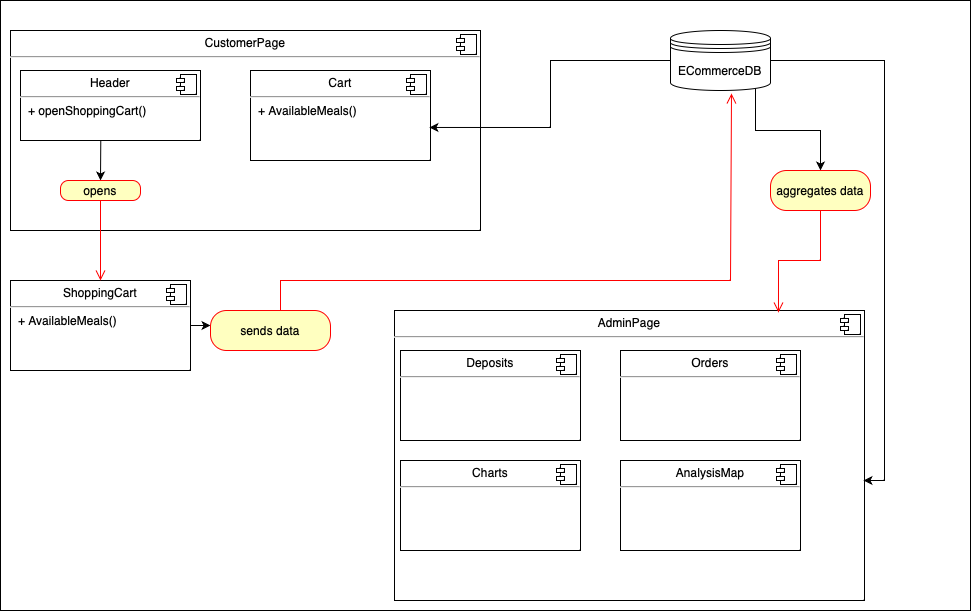 CustomerPage
ECommerceDB
Header
+ openShoppingCart()
Cart
+ AvailableMeals()
opens
aggregates data
ShoppingCart
+ AvailableMeals()
sends data
AdminPage
Deposits
Orders
Charts
AnalysisMap